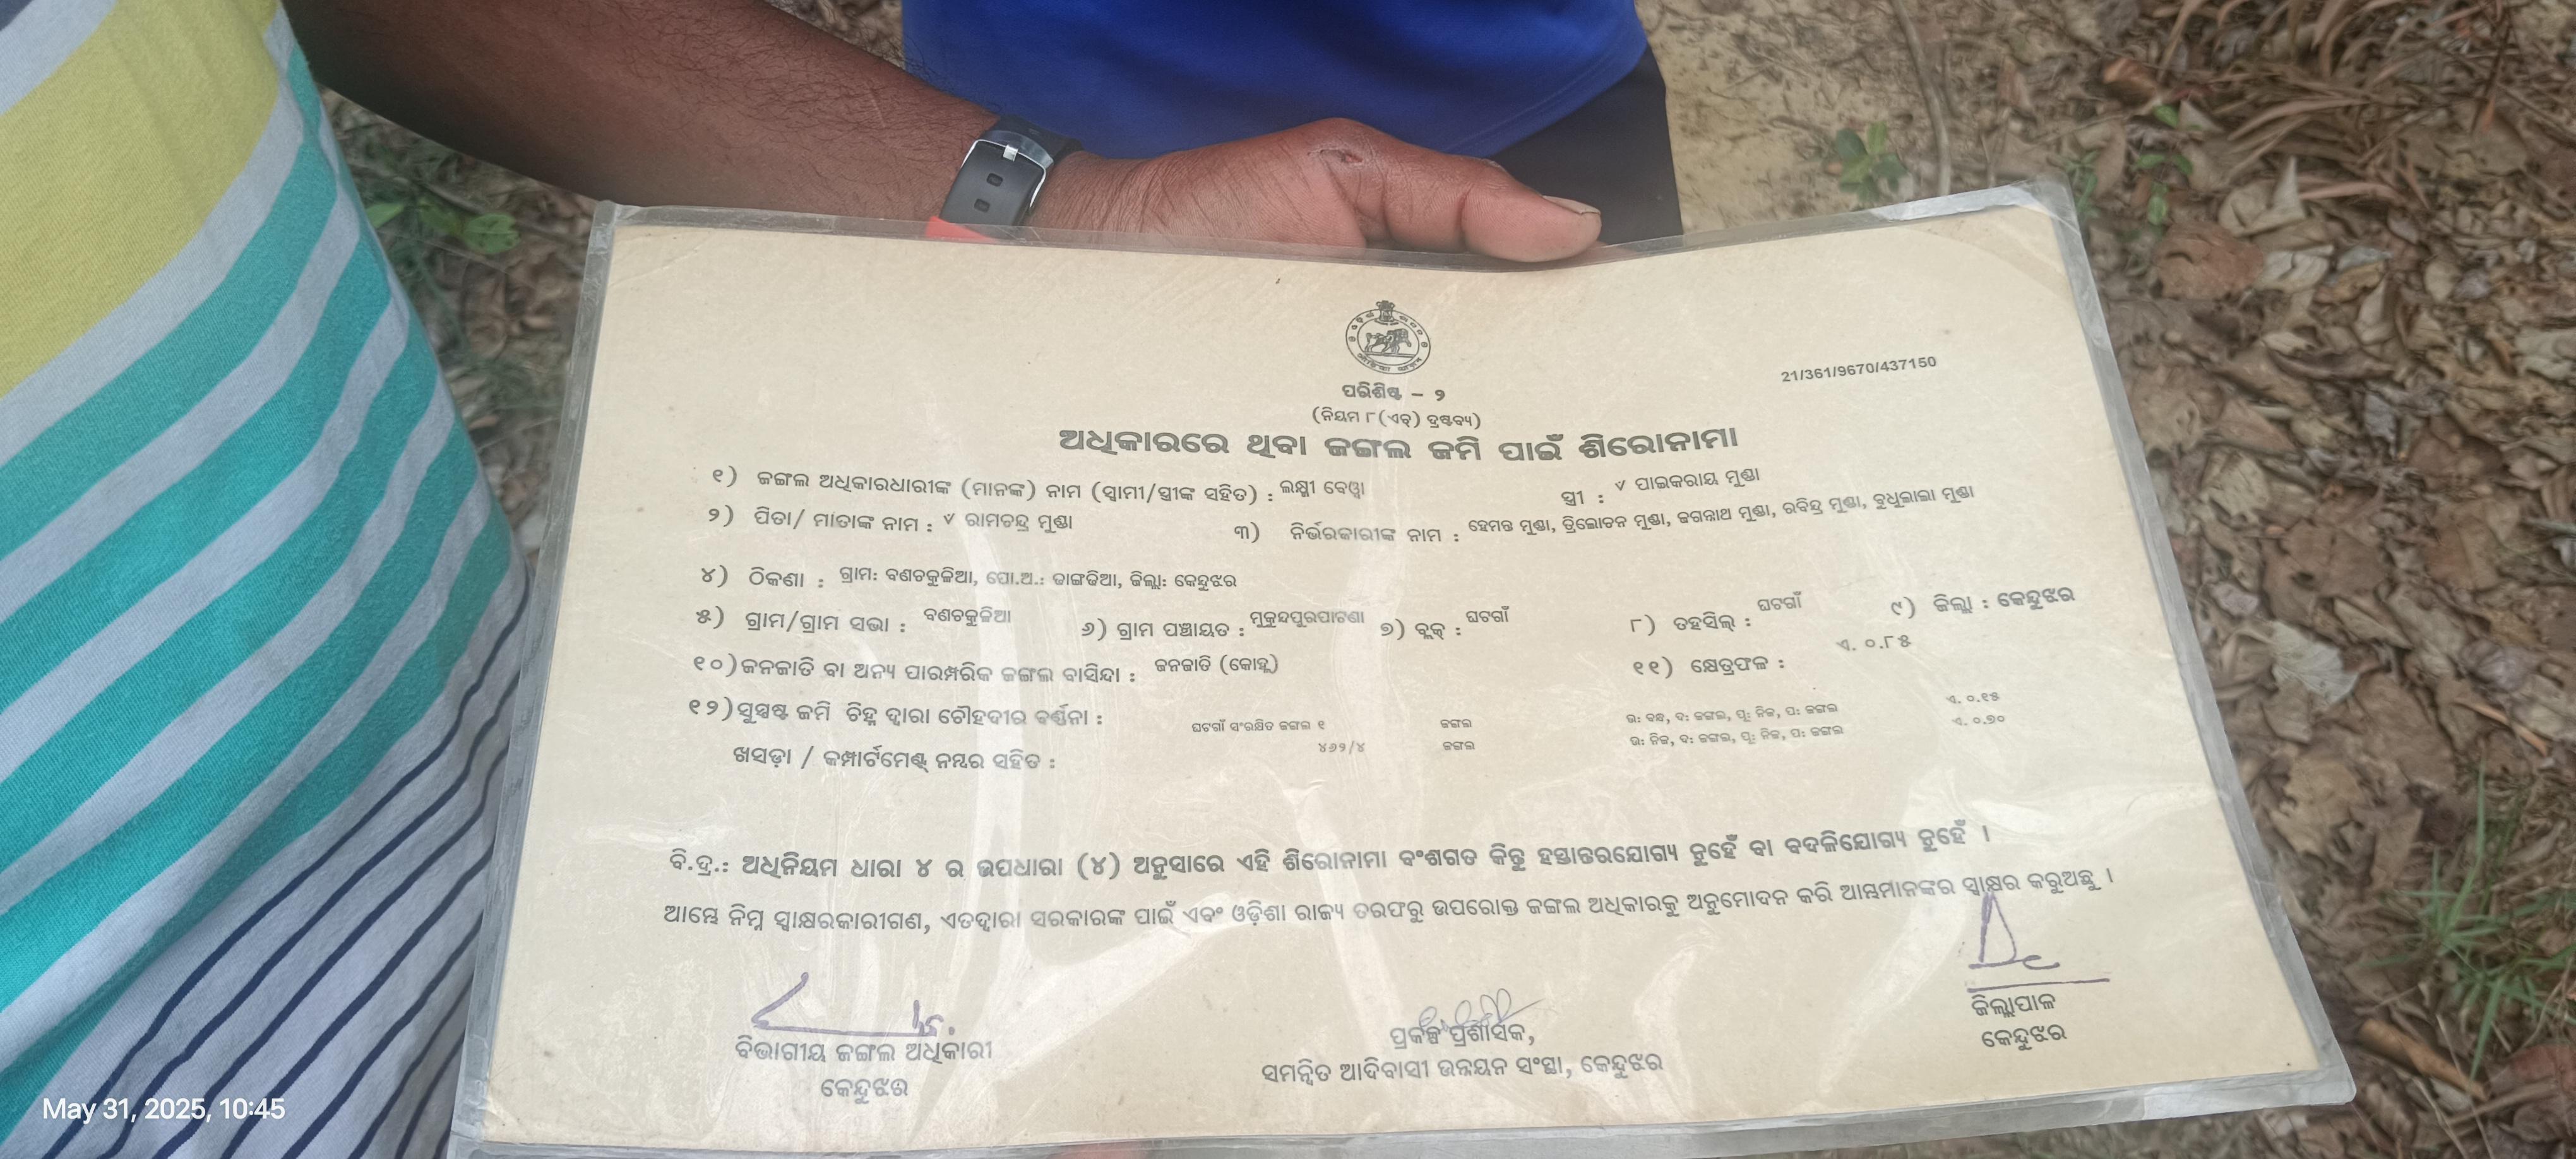 21/361/9670/437150
ପରିଶିଷ୍ଟ – ୨
(ନିୟମ ୮(ଏଚ୍) ଦ୍ରଷ୍ଟବ୍ୟ)
ଅଧିକାରରେ ଥିବା ଜଙ୍ଗଲ ଜମି ପାଇଁ ଶିରୋନାମା
୧) ଜଙ୍ଗଲ ଅଧିକାରଧାରୀଙ୍କ (ମାନଙ୍କ) ନାମ (ସ୍ୱାମୀ/ସ୍ତ୍ରୀଙ୍କ ସହିତ) : ଲକ୍ଷ୍ମୀ ବେୱା ସ୍ତ୍ରୀ : ୰ ପାଇକରାୟ ମୁଣ୍ଡା
୨) ପିତା/ ମାତାଙ୍କ ନାମ : ୰ ରାମଚନ୍ଦ୍ର ମୁଣ୍ଡା ୩) ନିର୍ଭରକାରୀଙ୍କ ନାମ : ହେମନ୍ତ ମୁଣ୍ଡା, ତ୍ରିଲୋଚନ ମୁଣ୍ଡା, ଜଗନ୍ନାଥ ମୁଣ୍ଡା, ରବିନ୍ଦ୍ର ମୁଣ୍ଡା, ବୁଧୁଲାଲ ମୁଣ୍ଡା
୪) ଠିକଣା : ଗ୍ରାମ: ବଣଚକୁଳିଆ, ପୋ.ଅ.: ଢାଙ୍ଗଢିଆ, ଜିଲ୍ଲା: କେନ୍ଦୁଝର
୫) ଗ୍ରାମ/ଗ୍ରାମ ସଭା : ବଣଚକୁଳିଆ ୬) ଗ୍ରାମ ପଞ୍ଚାୟତ : ମୁକୁନ୍ଦପୁରପାଟଣା ୭) ବ୍ଲକ୍ : ଘଟଗାଁ ୮) ତହସିଲ୍ : ଘଟଗାଁ ୯) ଜିଲ୍ଲା : କେନ୍ଦୁଝର
୧୦) ଜନଜାତି ବା ଅନ୍ୟ ପାରମ୍ପରିକ ଜଙ୍ଗଲ ବାସିନ୍ଦା : ଜନଜାତି (କୋହ୍ଲ) ୧୧) କ୍ଷେତ୍ରଫଳ : ଏ. ୦.୮୫
୧୨) ସୁସ୍ପଷ୍ଟ ଜମି ଚିହ୍ନ ଦ୍ୱାରା ଚୌହଦୀର ବର୍ଣ୍ଣନା : ଘଟଗାଁ ସଂରକ୍ଷିତ ଜଙ୍ଗଲ ୧ ଜଙ୍ଗଲ ଉ: ବନ୍ଧ, ଦ: ଜଙ୍ଗଲ, ପୂ: ନିଜ, ପ: ଜଙ୍ଗଲ ଏ. ୦.୧୫
୪୬୨/୪ ଜଙ୍ଗଲ ଉ: ନିଜ, ଦ: ଜଙ୍ଗଲ, ପୂ: ନିଜ, ପ: ଜଙ୍ଗଲ ଏ. ୦.୭୦
ଖସଡ଼ା / କମ୍ପାର୍ଟମେଣ୍ଟ୍ ନମ୍ବର ସହିତ :
ବି.ଦ୍ର.: ଅଧିନିୟମ ଧାରା ୪ ର ଉପଧାରା (୪) ଅନୁସାରେ ଏହି ଶିରୋନାମା ବଂଶଗତ କିନ୍ତୁ ହସ୍ତାନ୍ତରଯୋଗ୍ୟ ନୁହେଁ ବା ବଦଳିଯୋଗ୍ୟ ନୁହେଁ ।
ଆମ୍ଭେ ନିମ୍ନ ସ୍ୱାକ୍ଷରକାରୀଗଣ, ଏତଦ୍ୱାରା ସରକାରଙ୍କ ପାଇଁ ଏବଂ ଓଡ଼ିଶା ରାଜ୍ୟ ତରଫରୁ ଉପରୋକ୍ତ ଜଙ୍ଗଲ ଅଧିକାରକୁ ଅନୁମୋଦନ କରି ଆମ୍ଭମାନଙ୍କର ସ୍ୱାକ୍ଷର କରୁଅଛୁ ।
ବିଭାଗୀୟ ଜଙ୍ଗଲ ଅଧିକାରୀ
କେନ୍ଦୁଝର
ପ୍ରକଳ୍ପ ପ୍ରଶାସକ,
ସମନ୍ୱିତ ଆଦିବାସୀ ଉନ୍ନୟନ ସଂସ୍ଥା, କେନ୍ଦୁଝର
ଜିଲ୍ଲାପାଳ
କେନ୍ଦୁଝର
May 31, 2025, 10:45